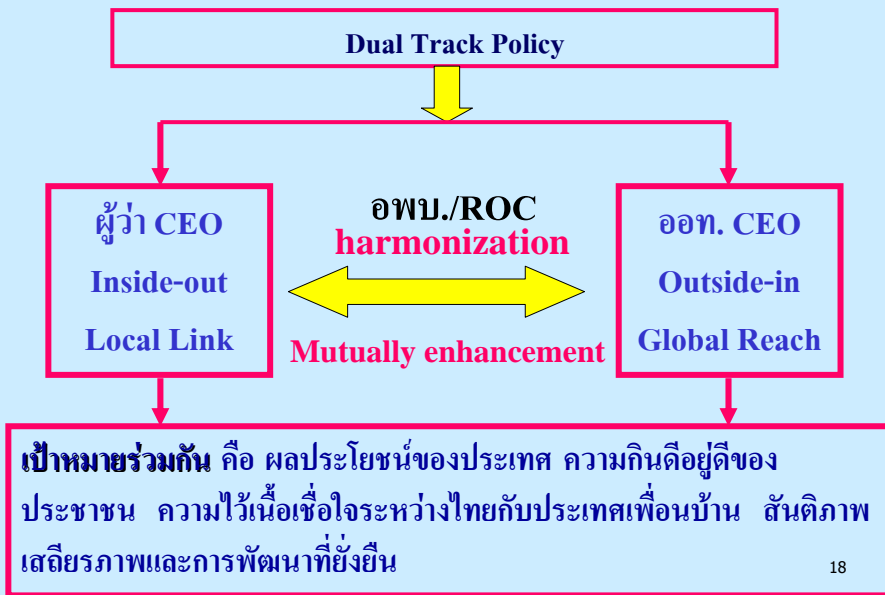 Dual Track Policy
ผู้ว่า CEO
Inside-out
Local Link
อพบ./ROC
harmonization
Mutually enhancement
ออท. CEO
Outside-in
Global Reach
เป้าหมายร่วมกัน คือ ผลประโยชน์ของประเทศ ความกินดีอยู่ดีของ
ประชาชน ความไว้เนื้อเชื่อใจระหว่างไทยกับประเทศเพื่อนบ้าน สันติภาพ
เสถียรภาพและการพัฒนาที่ยั่งยืน
18